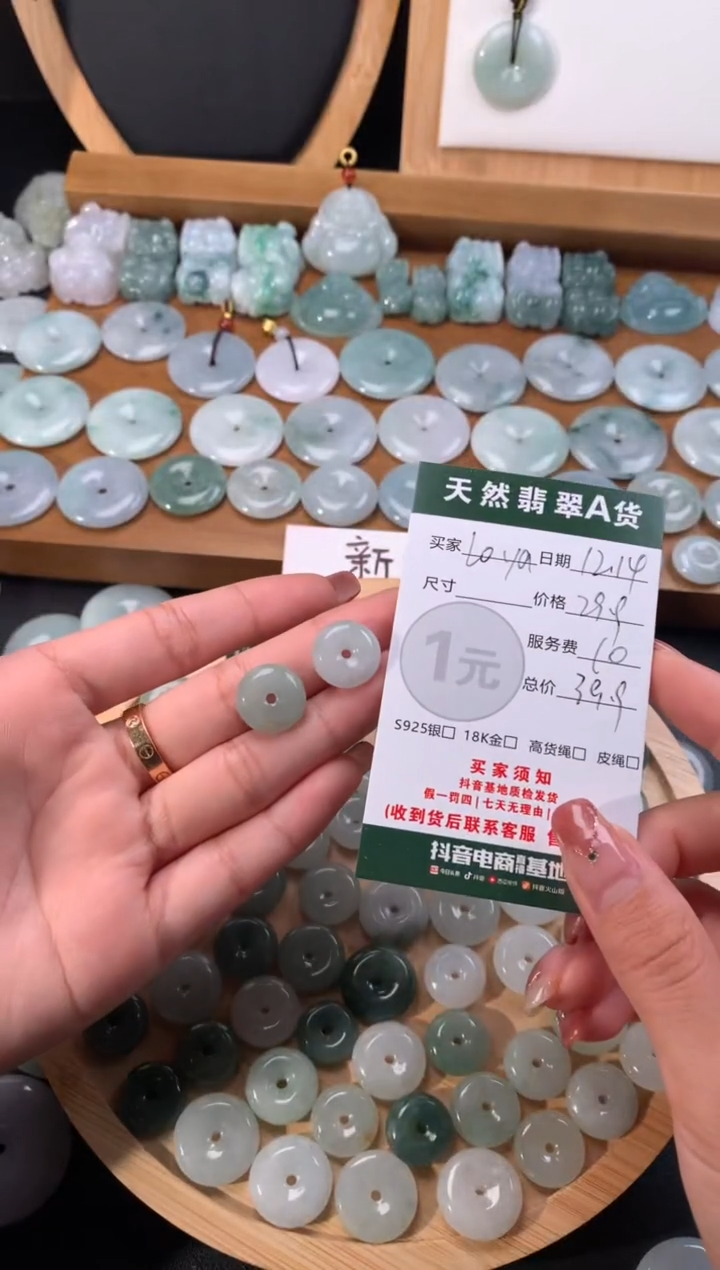 天然翡翠A货
买家 toya 日期 12.14
尺寸 价格 29.9
1元
服务费 10
总价 39.9
S925银□ 18K金□ 高货绳□ 皮绳□
买家须知
抖音基地质检发货
假一罚四 | 七天无理由 |
(收到货后联系客服
抖音电商直播基地
新